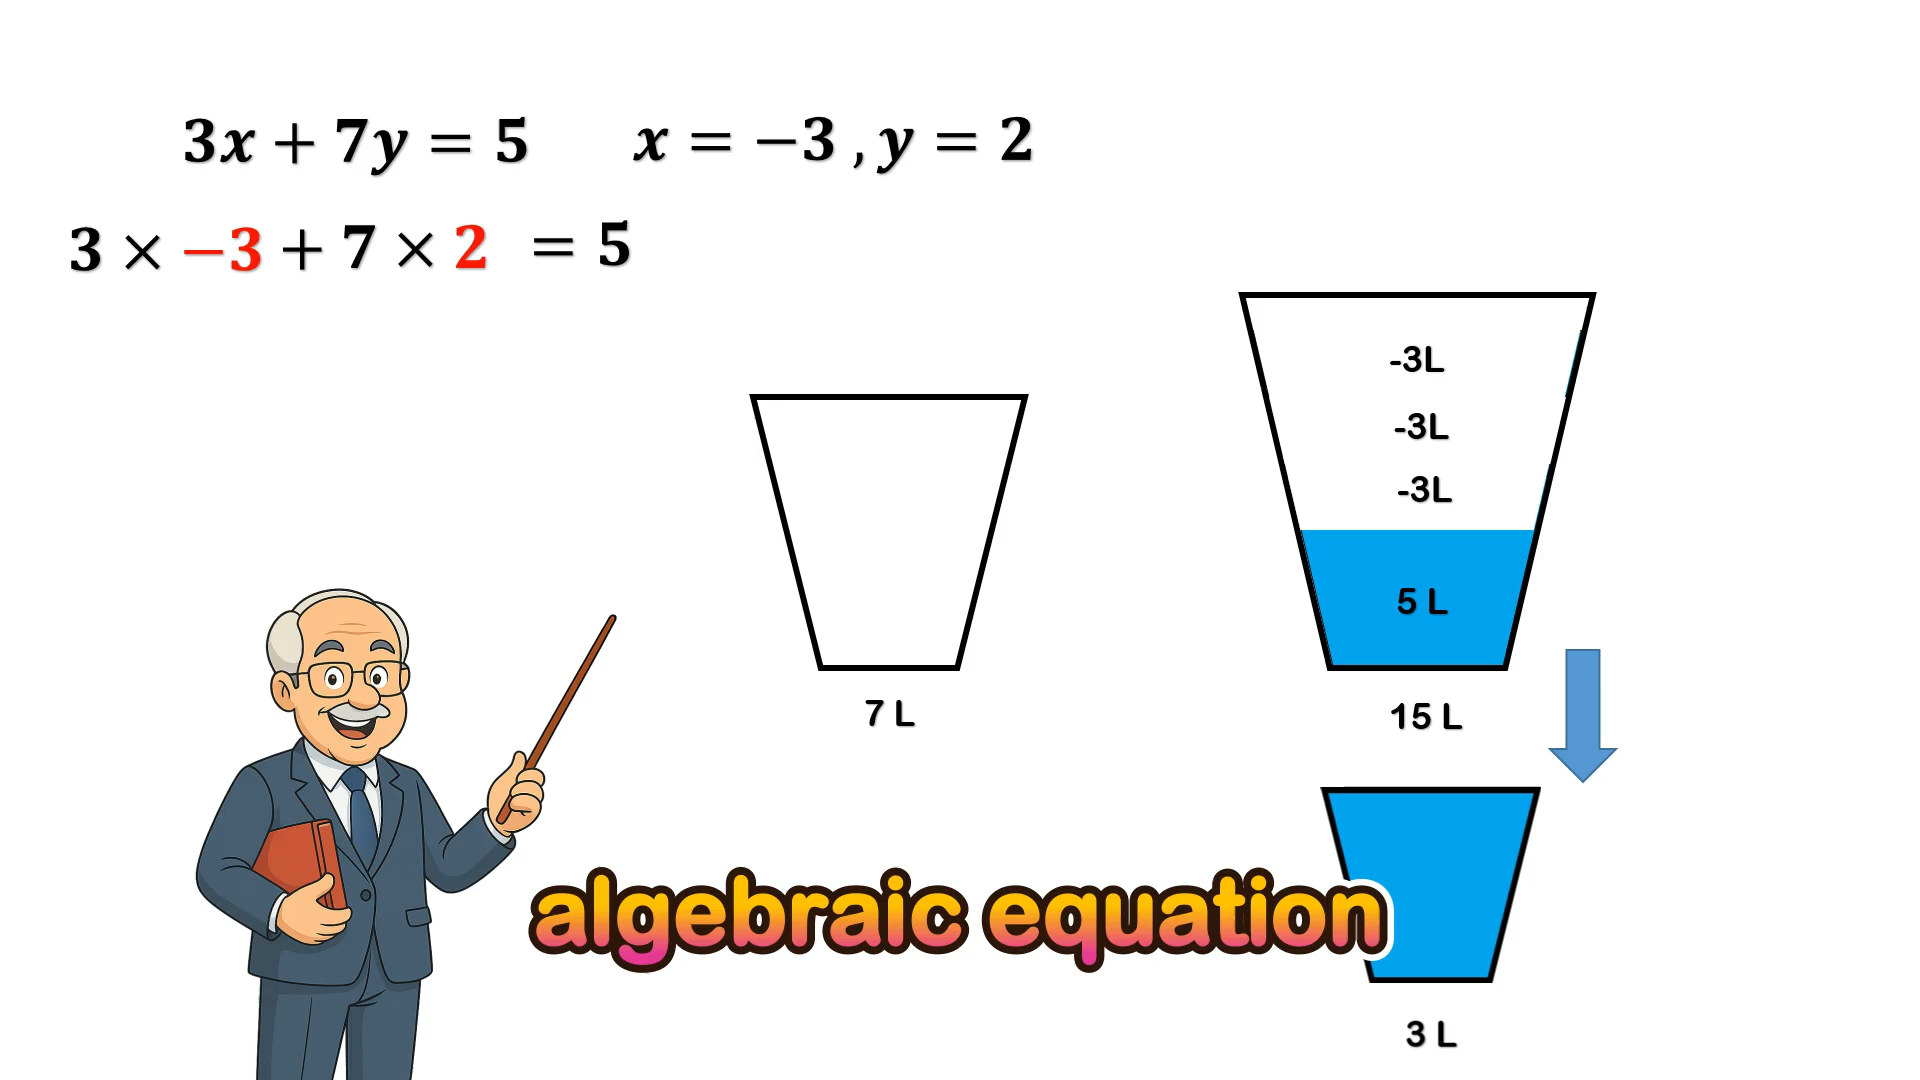 3x + 7y = 5 x = −3 , y = 2
3 × −3 + 7 × 2 = 5
-3L
-3L
-3L
5 L
7 L
15 L
algebraic equation
3 L